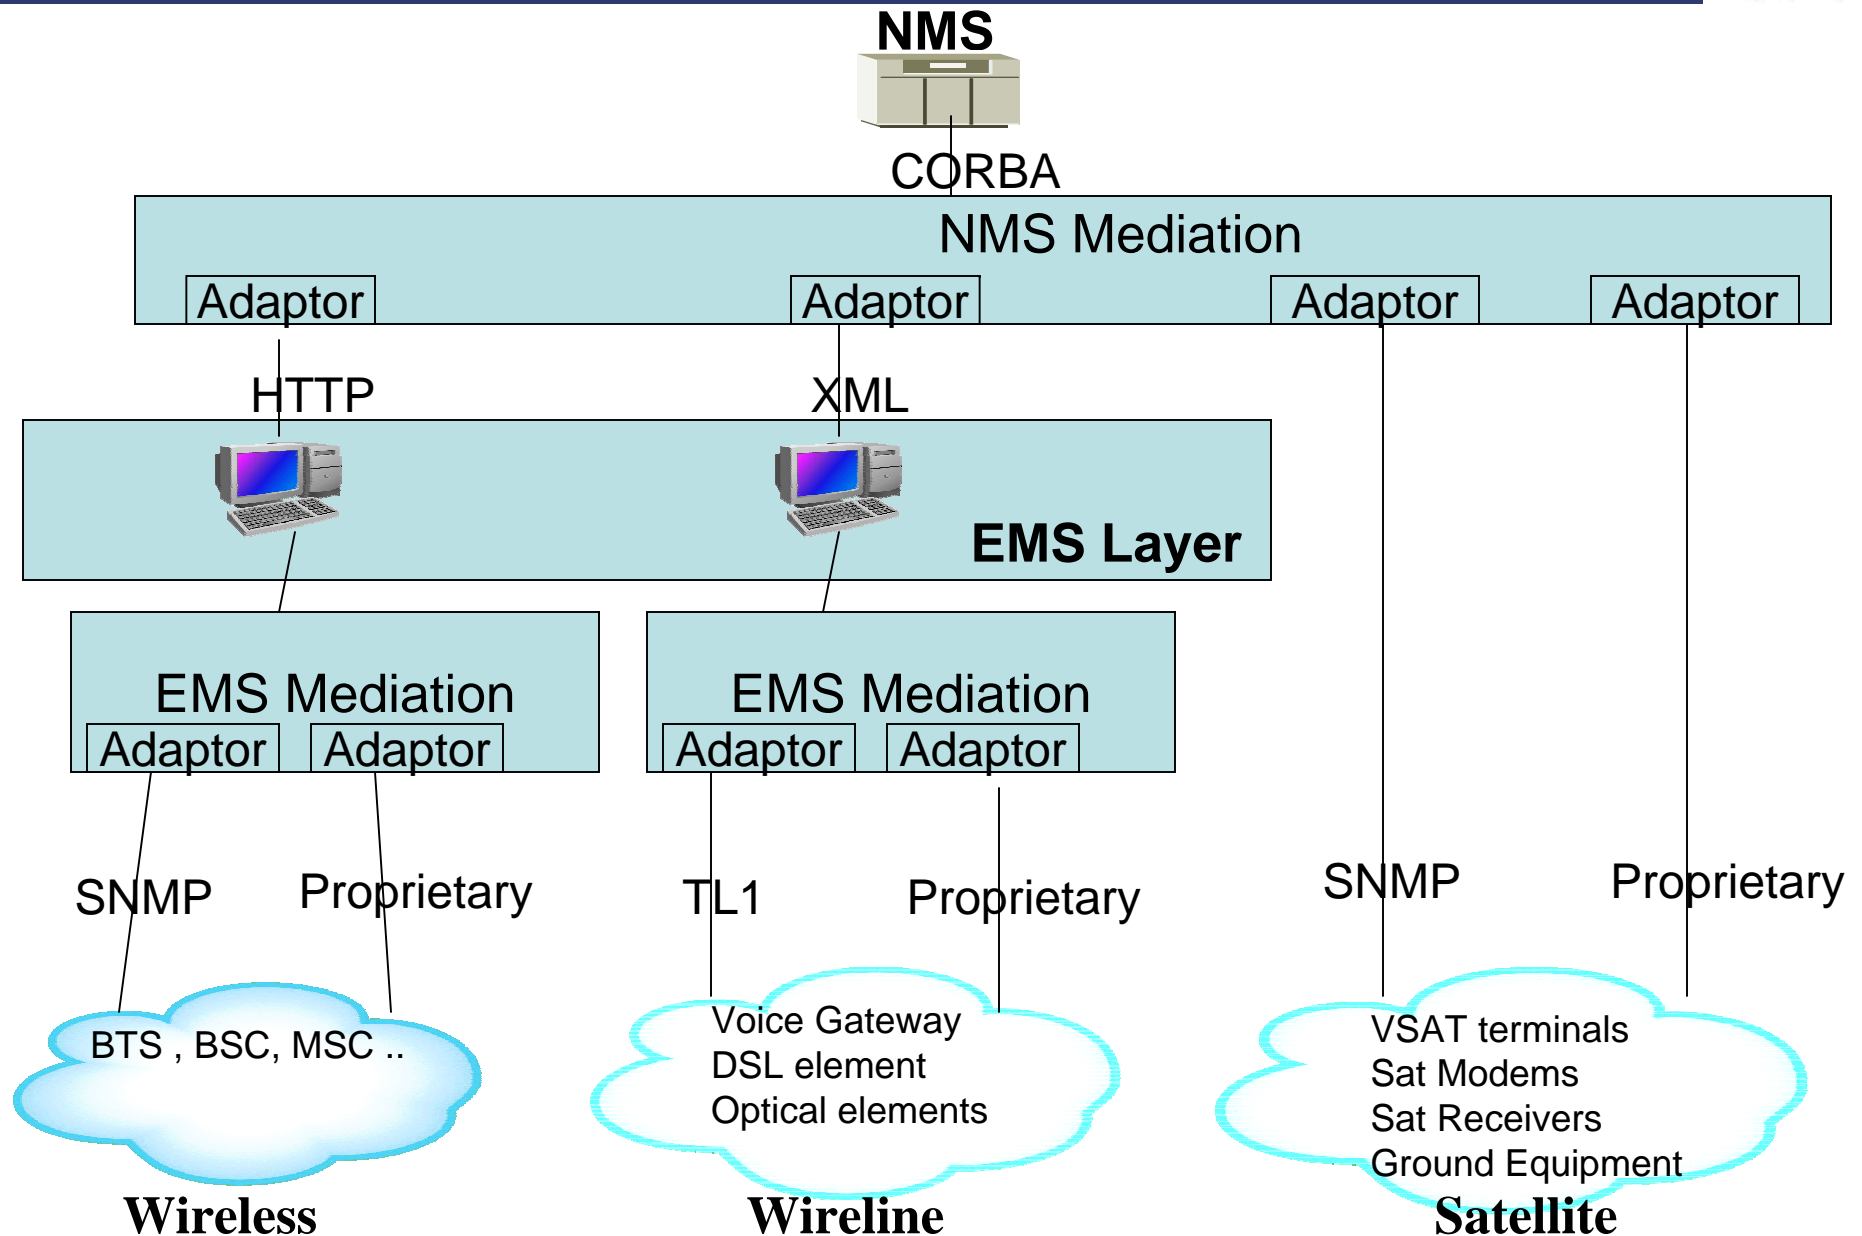 NMS
CORBA
NMS Mediation
Adaptor Adaptor Adaptor Adaptor
HTTP XML
EMS Layer
EMS Mediation EMS Mediation
Adaptor Adaptor Adaptor Adaptor
SNMP Proprietary TL1 Proprietary SNMP Proprietary
BTS , BSC, MSC ..
Voice Gateway
DSL element
Optical elements
VSAT terminals
Sat Modems
Sat Receivers
Ground Equipment
Wireless Wireline Satellite